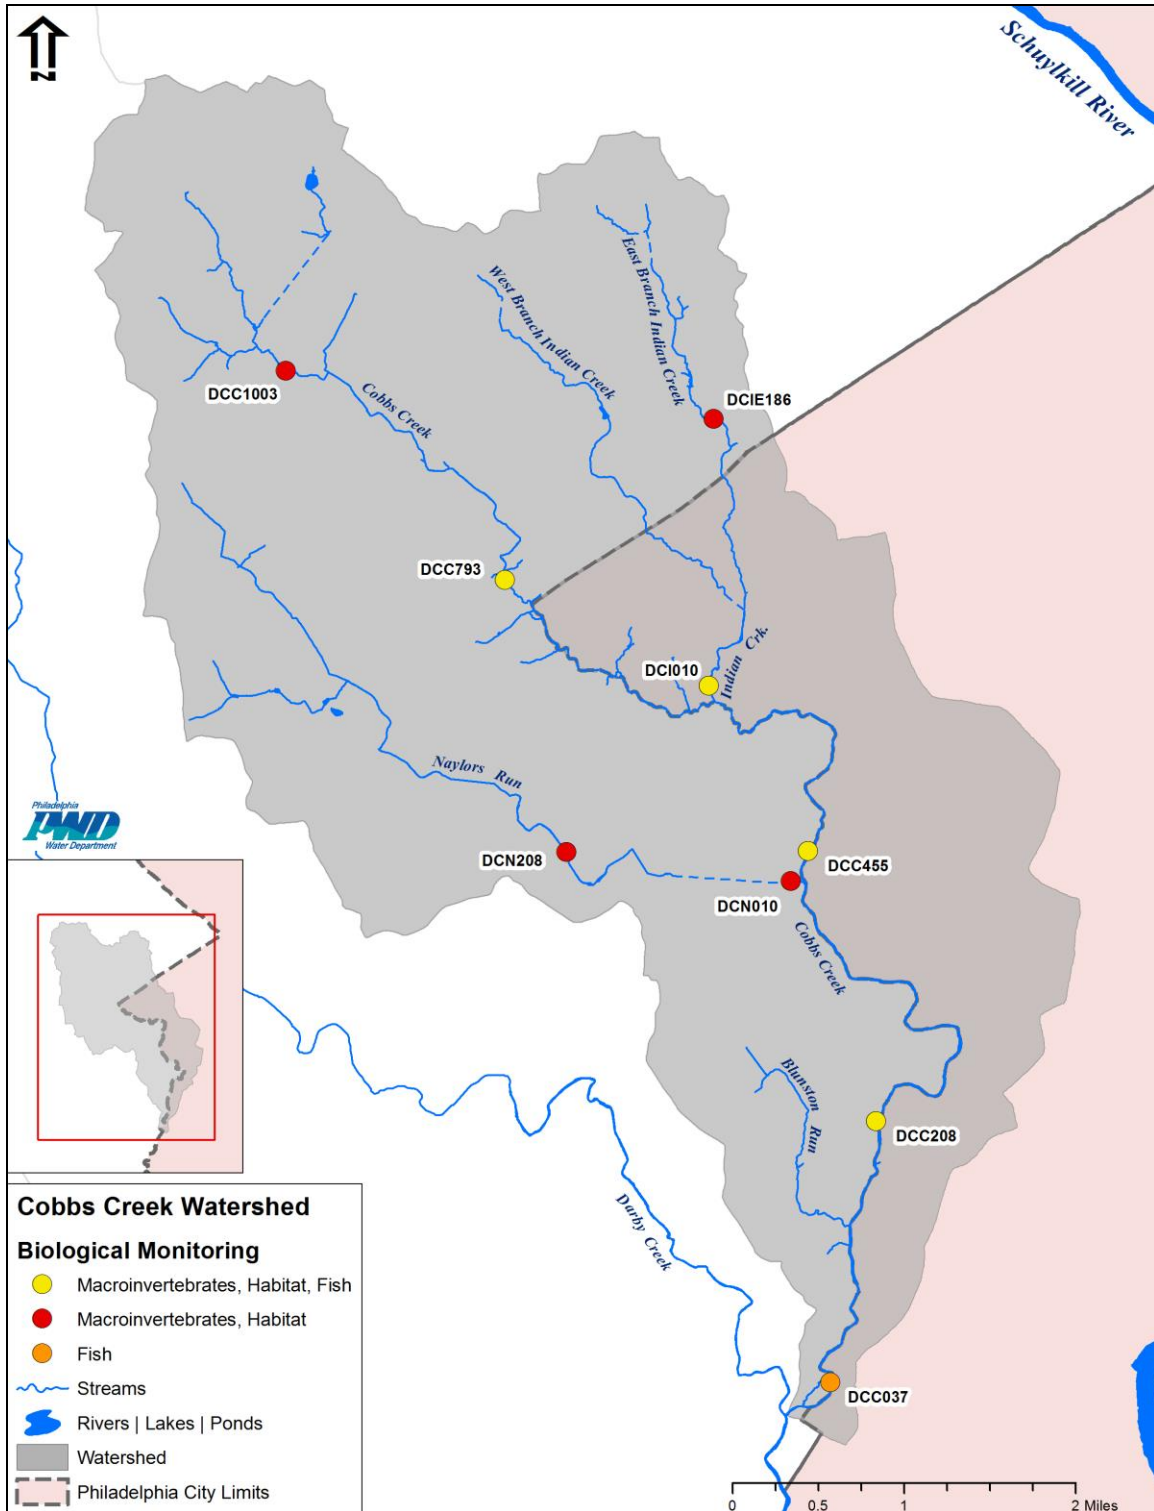 N
Schuylkill River
West Branch Indian Creek
East Branch Indian Creek
DCC1003
Cobbs Creek
DCIE186
DCC793
DCI010
Indian Crk.
Naylors Run
Philadelphia
PWD
Water Department
DCN208
DCC455
DCN010
Cobbs Creek
Blunston Run
DCC208
Darby Creek
DCC037
Cobbs Creek Watershed
Biological Monitoring
Macroinvertebrates, Habitat, Fish
Macroinvertebrates, Habitat
Fish
Streams
Rivers | Lakes | Ponds
Watershed
Philadelphia City Limits
0 0.5 1 2 Miles